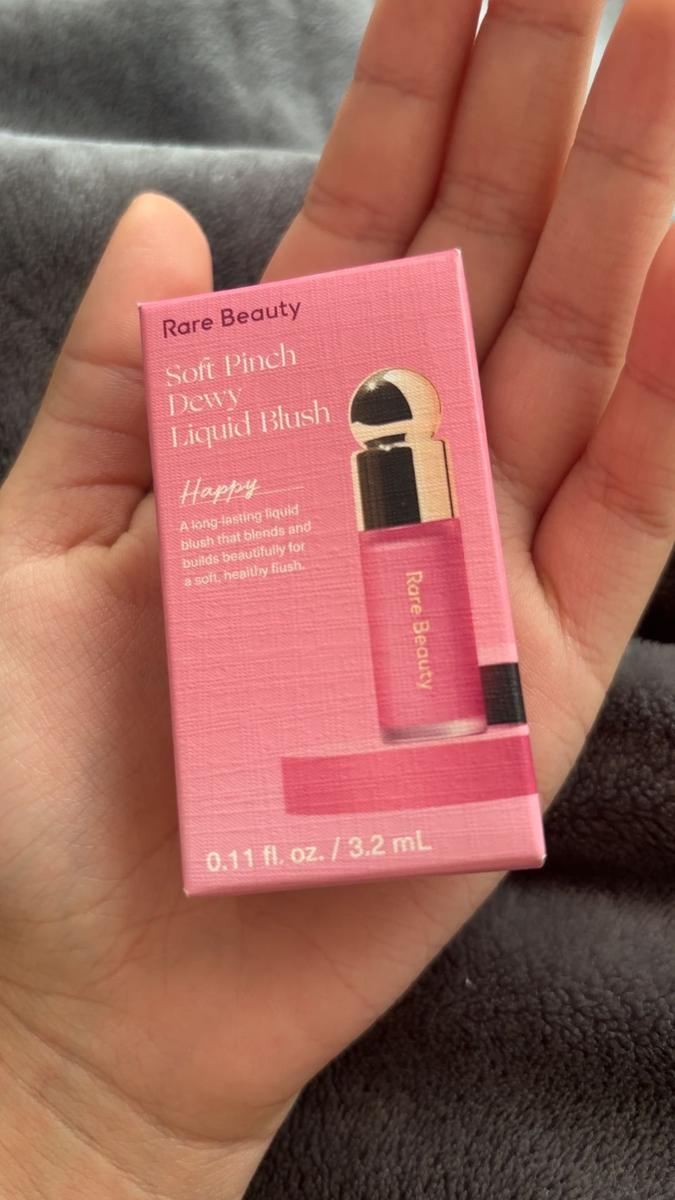 Rare Beauty
Soft Pinch
Dewy
Liquid Blush
Happy
A long-lasting liquid
blush that blends and
builds beautifully for
a soft, healthy flush.
Rare Beauty
0.11 fl. oz. / 3.2 mL